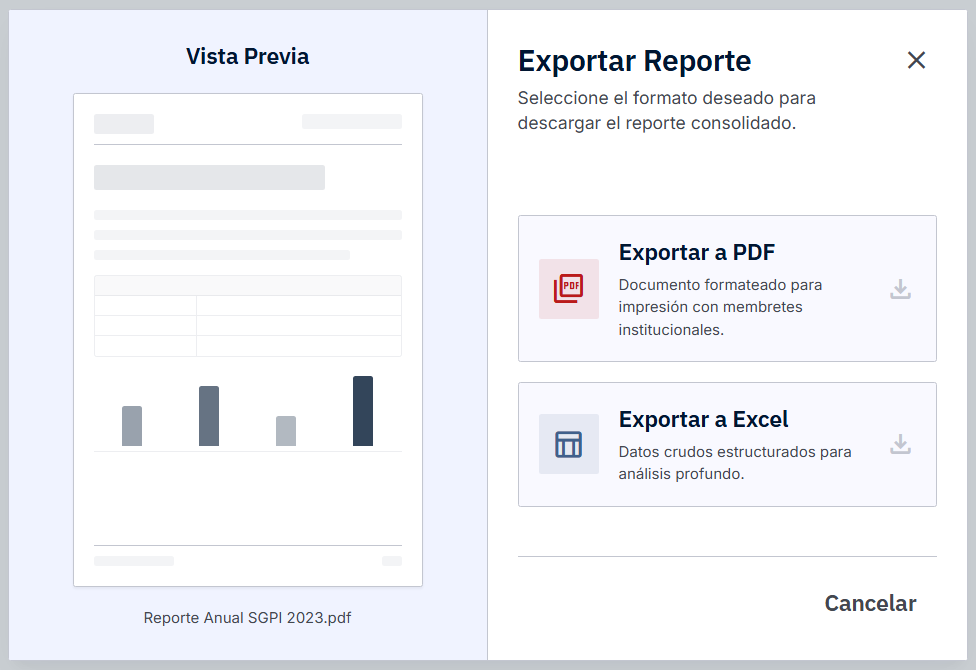 Vista Previa
Reporte Anual SGPI 2023.pdf
Exportar Reporte
Seleccione el formato deseado para
descargar el reporte consolidado.
PDF
Exportar a PDF
Documento formateado para
impresión con membretes
institucionales.
Exportar a Excel
Datos crudos estructurados para
análisis profundo.
Cancelar